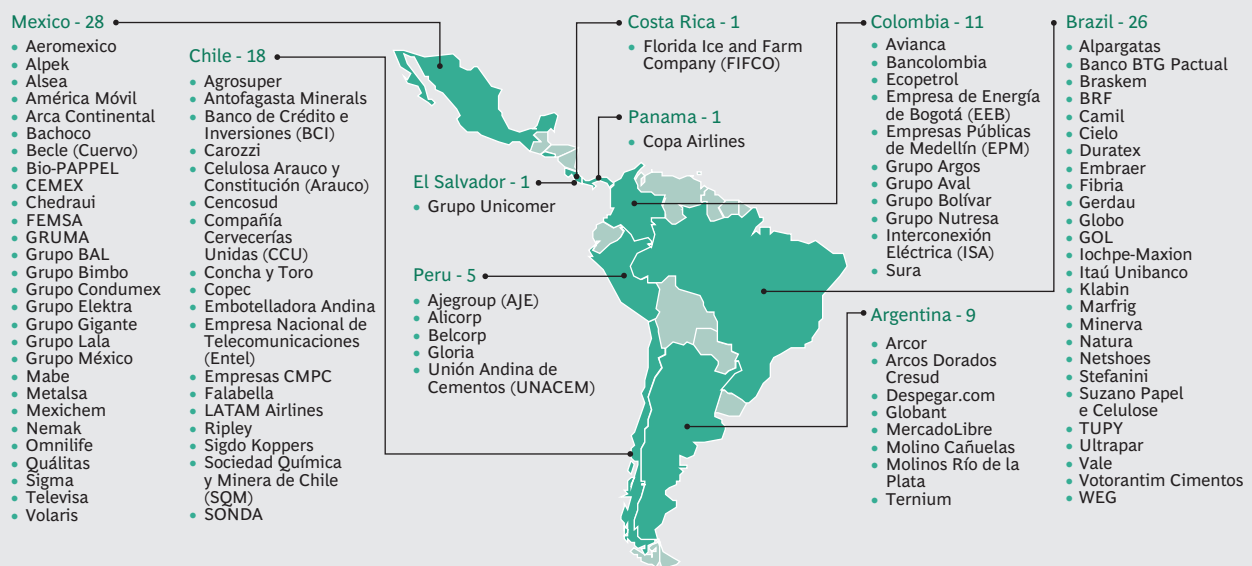 Mexico - 28
Aeromexico
Alpek
Alsea
América Móvil
Arca Continental
Bachoco
Becle (Cuervo)
Bio-PAPPEL
CEMEX
Chedraui
FEMSA
GRUMA
Grupo BAL
Grupo Bimbo
Grupo Condumex
Grupo Elektra
Grupo Gigante
Grupo Lala
Grupo México
Mabe
Metalsa
Mexichem
Nemak
Omnilife
Quálitas
Sigma
Televisa
Volaris
Chile - 18
Agrosuper
Antofagasta Minerals
Banco de Crédito e
Inversiones (BCI)
Carozzi
Celulosa Arauco y
Constitución (Arauco)
Cencosud
Compañía
Cervecerías
Unidas (CCU)
Concha y Toro
Copec
Embotelladora Andina
Empresa Nacional de
Telecomunicaciones
(Entel)
Empresas CMPC
Falabella
LATAM Airlines
Ripley
Sigdo Koppers
Sociedad Química
y Minera de Chile
(SQM)
SONDA
Costa Rica - 1
Florida Ice and Farm
Company (FIFCO)
Panama - 1
Copa Airlines
El Salvador - 1
Grupo Unicomer
Peru - 5
Ajegroup (AJE)
Alicorp
Belcorp
Gloria
Unión Andina de
Cementos (UNACEM)
Colombia - 11
Avianca
Bancolombia
Ecopetrol
Empresa de Energía
de Bogotá (EEB)
Empresas Públicas
de Medellín (EPM)
Grupo Argos
Grupo Aval
Grupo Bolívar
Grupo Nutresa
Interconexión
Eléctrica (ISA)
Sura
Argentina - 9
Arcor
Arcos Dorados
Cresud
Despegar.com
Globant
MercadoLibre
Molino Cañuelas
Molinos Río de la
Plata
Ternium
Brazil - 26
Alpargatas
Banco BTG Pactual
Braskem
BRF
Camil
Cielo
Duratex
Embraer
Fibria
Gerdau
Globo
GOL
Iochpe-Maxion
Itaú Unibanco
Klabin
Marfrig
Minerva
Natura
Netshoes
Stefanini
Suzano Papel
e Celulose
TUPY
Ultrapar
Vale
Votorantim Cimentos
WEG